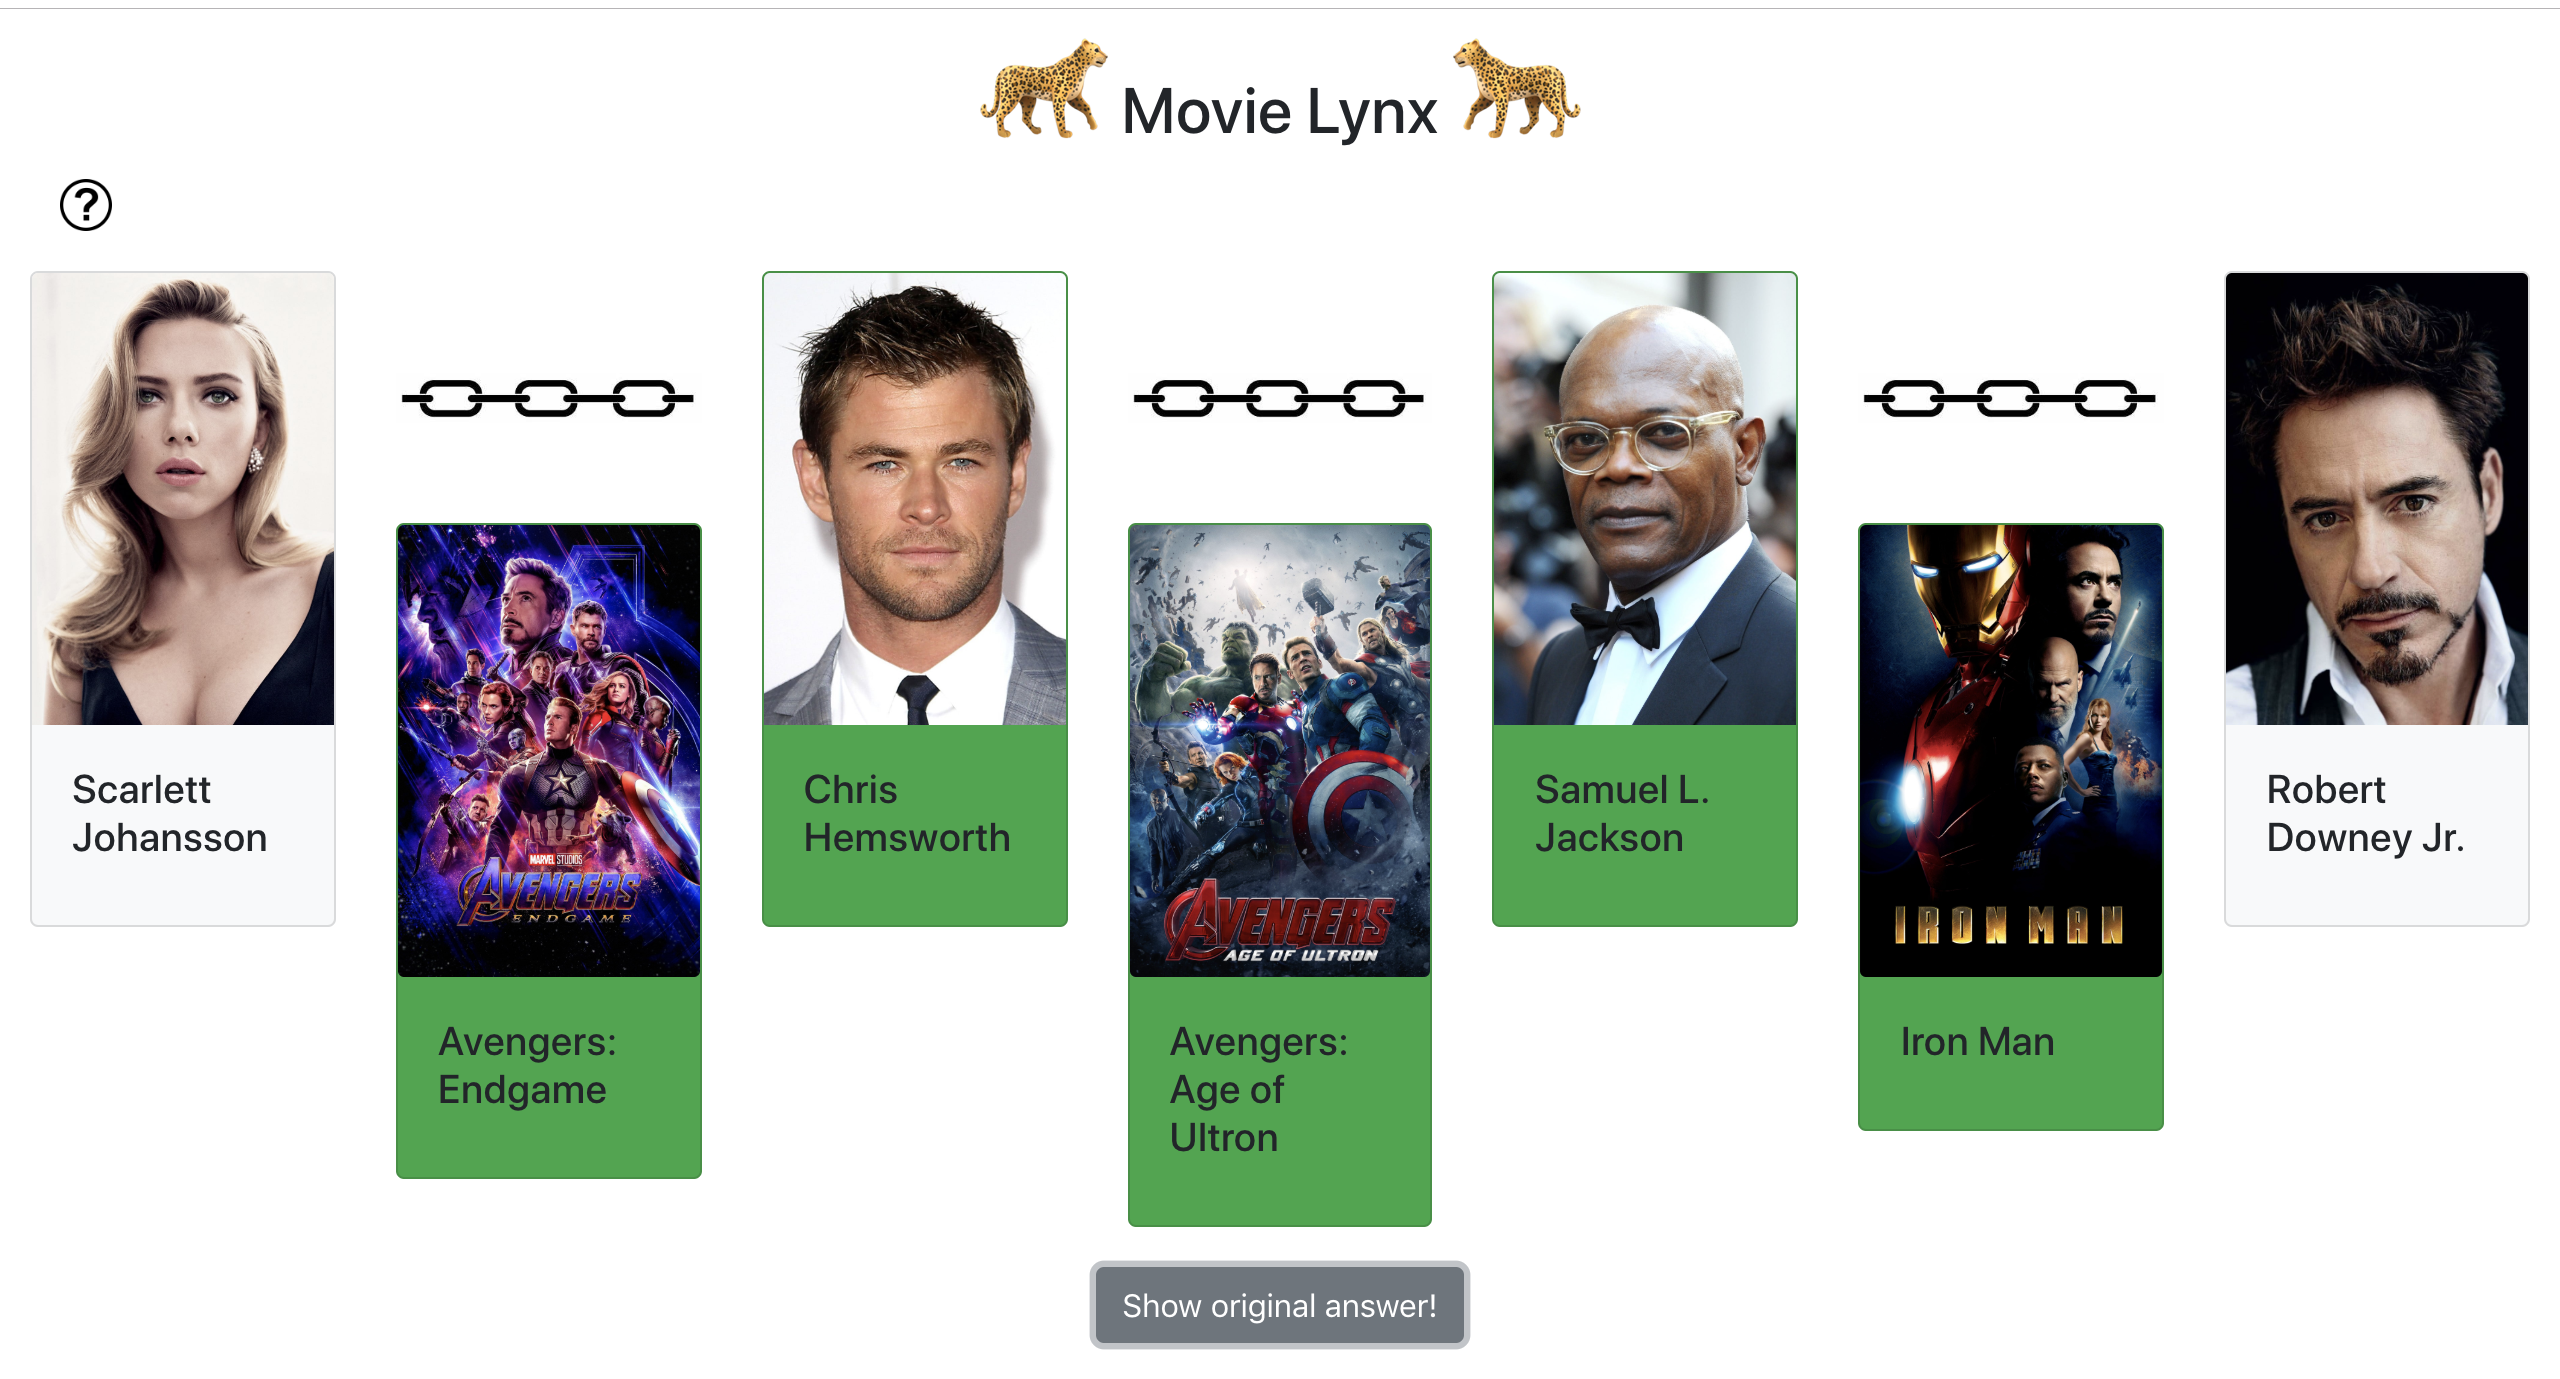 Movie Lynx
?
Scarlett
Johansson
MARVEL STUDIOS
AVENGERS
ENDGAME
Avengers:
Endgame
Chris
Hemsworth
AVENGERS
AGE OF ULTRON
Avengers:
Age of
Ultron
Samuel L.
Jackson
IRON MAN
Iron Man
Robert
Downey Jr.
Show original answer!